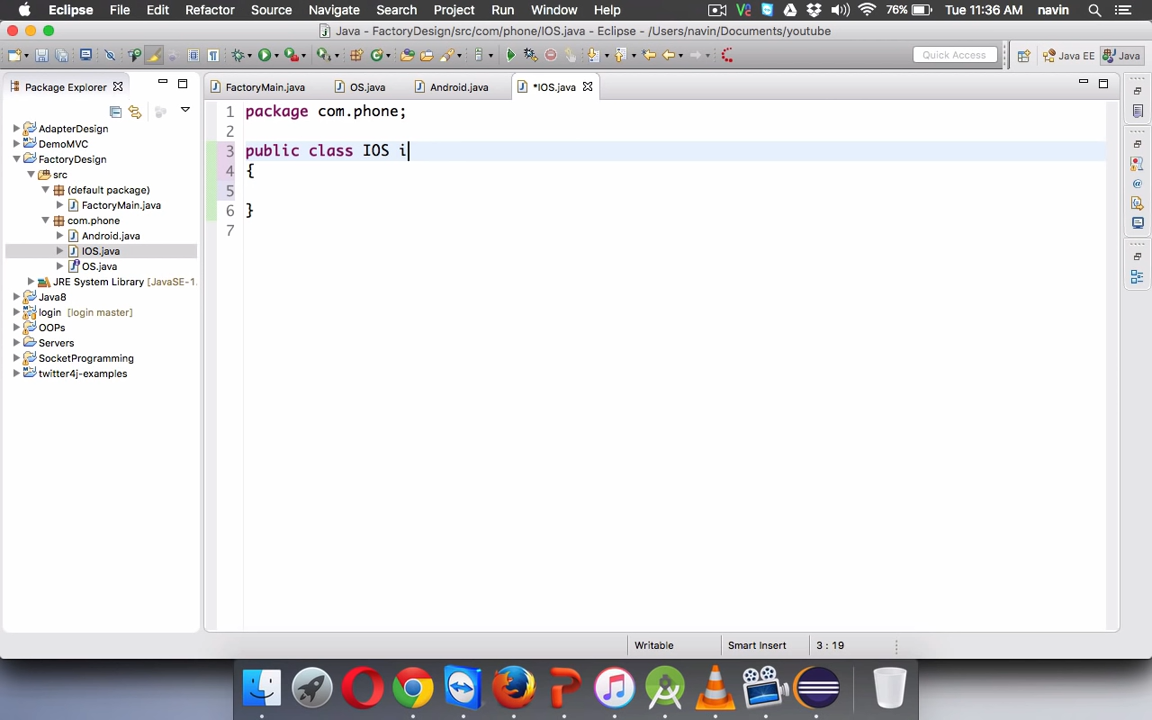 Eclipse File Edit Refactor Source Navigate Search Project Run Window Help 76% Tue 11:36 AM navin
Java - FactoryDesign/src/com/phone/IOS.java - Eclipse - /Users/navin/Documents/youtube
Quick Access Java EE Java
Package Explorer FactoryMain.java OS.java Android.java *IOS.java
AdapterDesign
DemoMVC
FactoryDesign
src
(default package)
FactoryMain.java
com.phone
Android.java
IOS.java
OS.java
JRE System Library [JavaSE-1.
Java8
login [login master]
OOPs
Servers
SocketProgramming
twitter4j-examples
1 package com.phone;
2
3 public class IOS i
4 {
5
6 }
7
Writable Smart Insert 3 : 19